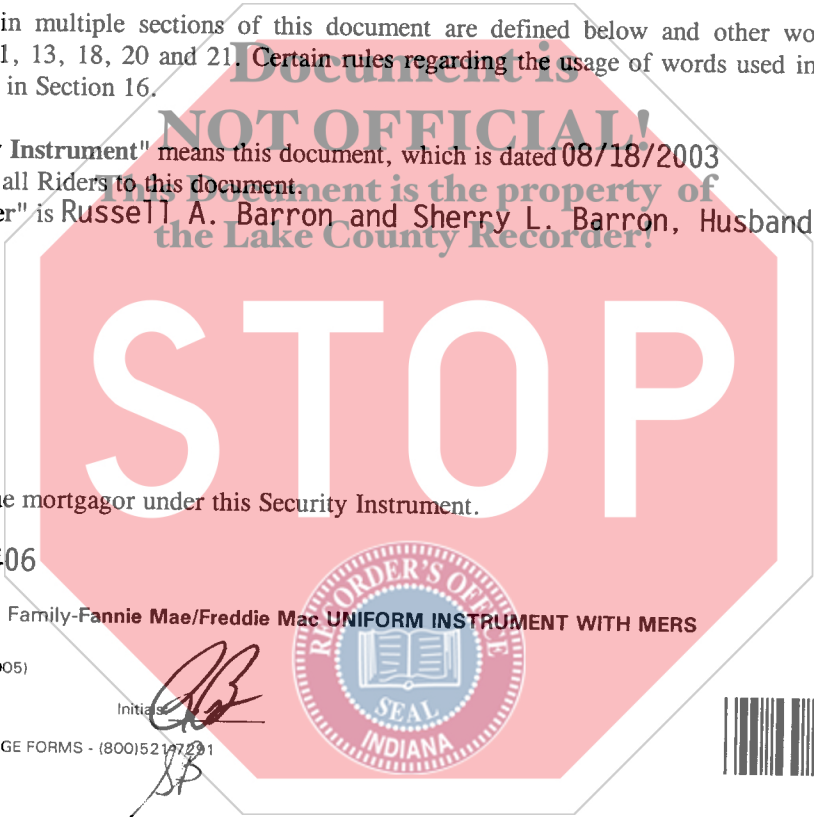 in multiple sections of this document are defined below and other wo
1, 13, 18, 20 and 21. Certain rules regarding the usage of words used in
in Section 16.
Document is
NOT OFFICIAL!
This Document is the property of
the Lake County Recorder!
Instrument" means this document, which is dated 08/18/2003
all Riders to this document.
er" is Russell A. Barron and Sherry L. Barron, Husband
STOP
e mortgagor under this Security Instrument.
06
Family-Fannie Mae/Freddie Mac UNIFORM INSTRUMENT WITH MERS
005)
Initials:
GE FORMS - (800)521-7291
RECORDER'S OFFICE
SEAL
INDIANA
SB